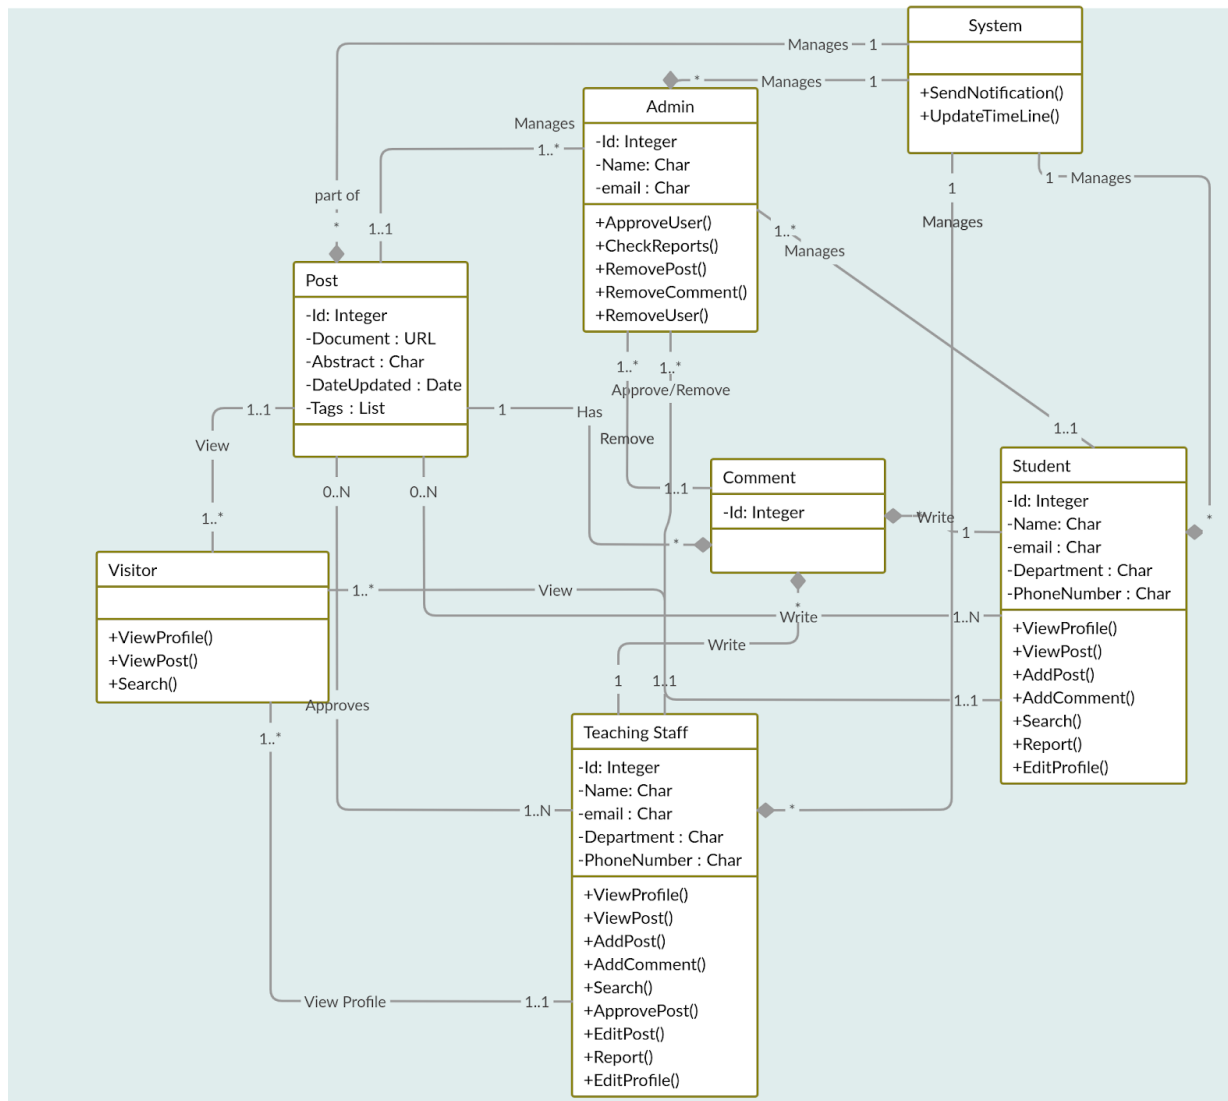 System
+SendNotification()
+UpdateTimeLine()
Manages
1
*
Manages
1
Admin
-Id: Integer
-Name: Char
-email : Char
+ApproveUser()
+CheckReports()
+RemovePost()
+RemoveComment()
+RemoveUser()
Manages
1..*
1..1
part of
*
1
Manages
1
Manages
*
1..*
Manages
1..1
Post
-Id: Integer
-Document : URL
-Abstract : Char
-DateUpdated : Date
-Tags : List
1..1
View
1..*
1
Has
*
0..N
0..N
1..*
1..*
Approve/Remove
Remove
1..1
Comment
-Id: Integer
*
Write
1
Student
-Id: Integer
-Name: Char
-email : Char
-Department : Char
-PhoneNumber : Char
+ViewProfile()
+ViewPost()
+AddPost()
+AddComment()
+Search()
+Report()
+EditProfile()
Visitor
+ViewProfile()
+ViewPost()
+Search()
1..*
View
1..1
*
Write
1..N
Write
1
1..1
Approves
1..N
1..*
View Profile
1..1
Teaching Staff
-Id: Integer
-Name: Char
-email : Char
-Department : Char
-PhoneNumber : Char
+ViewProfile()
+ViewPost()
+AddPost()
+AddComment()
+Search()
+ApprovePost()
+EditPost()
+Report()
+EditProfile()
*